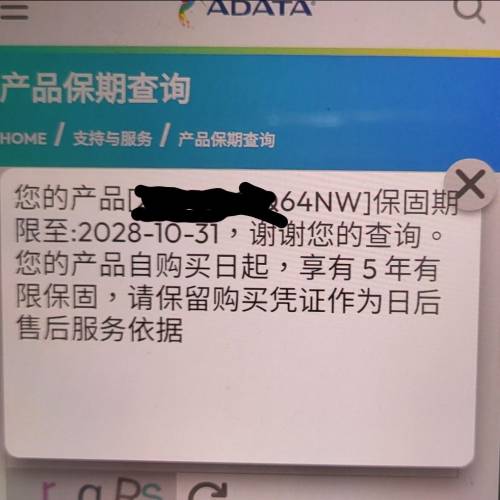 ADATA
产品保期查询
HOME / 支持与服务 / 产品保期查询
您的产品[Q64NW]保固期
限至:2028-10-31，谢谢您的查询。
您的产品自购买日起，享有 5 年有
限保固，请保留购买凭证作为日后
售后服务依据